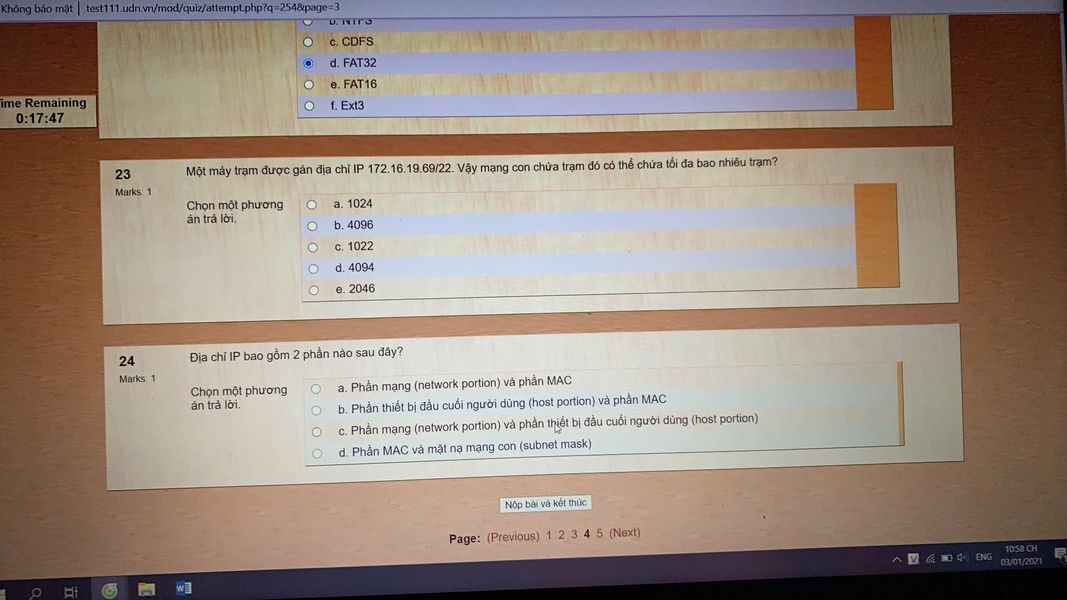 Không bảo mật | test111.udn.vn/mod/quiz/attempt.php?q=254&page=3
c. CDFS
d. FAT32
e. FAT16
f. Ext3
ime Remaining
0:17:47
23
Marks: 1
Một máy trạm được gán địa chỉ IP 172.16.19.69/22. Vậy mạng con chứa trạm đó có thể chứa tối đa bao nhiêu trạm?
Chọn một phương
án trả lời.
a. 1024
b. 4096
c. 1022
d. 4094
e. 2046
24
Marks: 1
Địa chỉ IP bao gồm 2 phần nào sau đây?
Chọn một phương
án trả lời.
a. Phần mạng (network portion) và phần MAC
b. Phần thiết bị đầu cuối người dùng (host portion) và phần MAC
c. Phần mạng (network portion) và phần thiết bị đầu cuối người dùng (host portion)
d. Phần MAC và mặt nạ mạng con (subnet mask)
Nộp bài và kết thúc
Page: (Previous) 1 2 3 4 5 (Next)
V
ENG
10:58 CH
03/01/2021